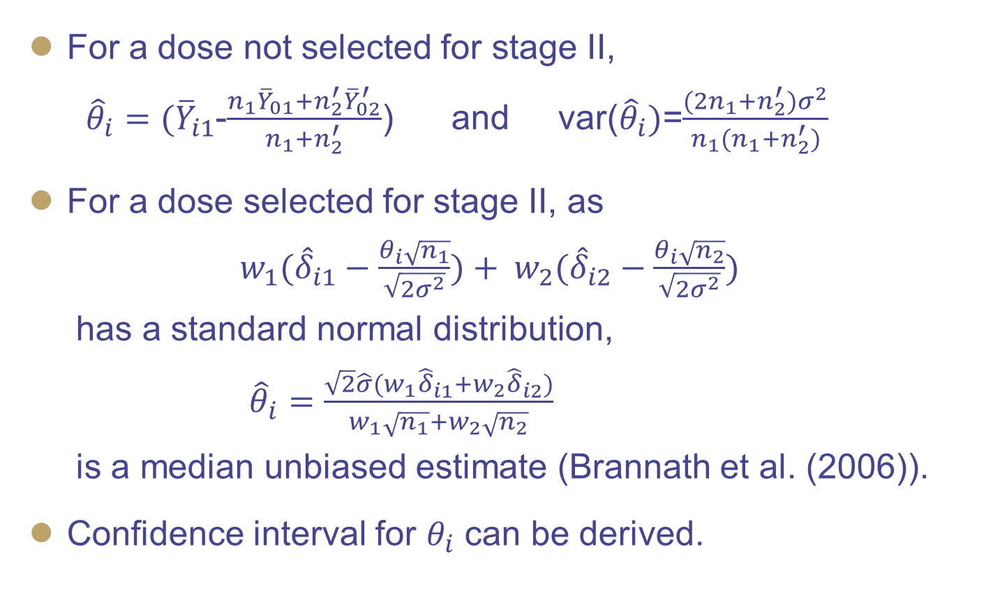 ● For a dose not selected for stage II,
$\hat{\theta}_i = (\bar{Y}_{i1}$-$\frac{n_1\bar{Y}_{01}+n_2'\bar{Y}_{02}'}{n_1+n_2'})$ and var$(\hat{\theta}_i)$=$\frac{(2n_1+n_2')\sigma^2}{n_1(n_1+n_2')}$
● For a dose selected for stage II, as
$w_1(\hat{\delta}_{i1} - \frac{\theta_i\sqrt{n_1}}{\sqrt{2\sigma^2}}) + w_2(\hat{\delta}_{i2} - \frac{\theta_i\sqrt{n_2}}{\sqrt{2\sigma^2}})$
has a standard normal distribution,
$\hat{\theta}_i = \frac{\sqrt{2}\hat{\sigma}(w_1\hat{\delta}_{i1}+w_2\hat{\delta}_{i2})}{w_1\sqrt{n_1}+w_2\sqrt{n_2}}$
is a median unbiased estimate (Brannath et al. (2006)).
● Confidence interval for $\theta_i$ can be derived.